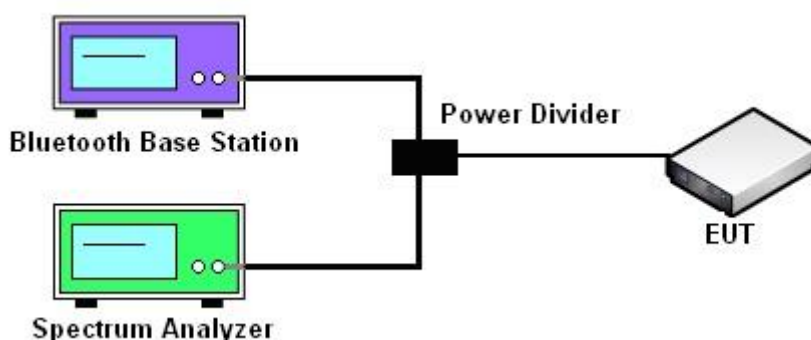 Bluetooth Base Station
Power Divider
EUT
Spectrum Analyzer